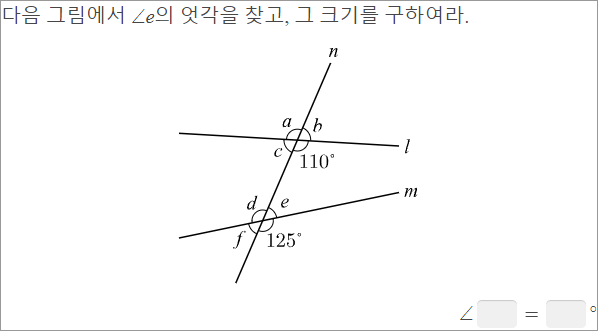 다음 그림에서 ∠e의 엇각을 찾고, 그 크기를 구하여라.
n
a b
c 110° l
m
d e
f 125°
∠ = °